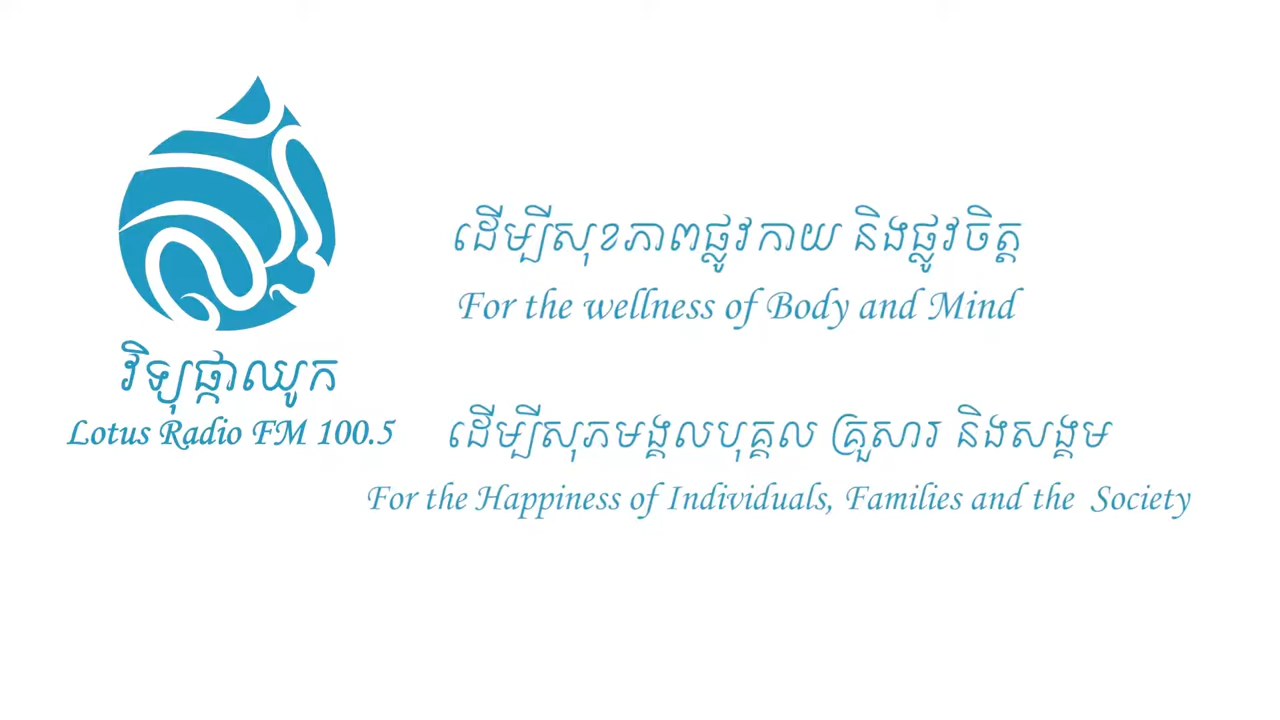 ដើម្បីសុខភាពផ្លូវកាយ និងផ្លូវចិត្ត
For the wellness of Body and Mind
វិទ្យុផ្កាឈូក
Lotus Radio FM 100.5
ដើម្បីសុភមង្គលបុគ្គល គ្រួសារ និងសង្គម
For the Happiness of Individuals, Families and the Society